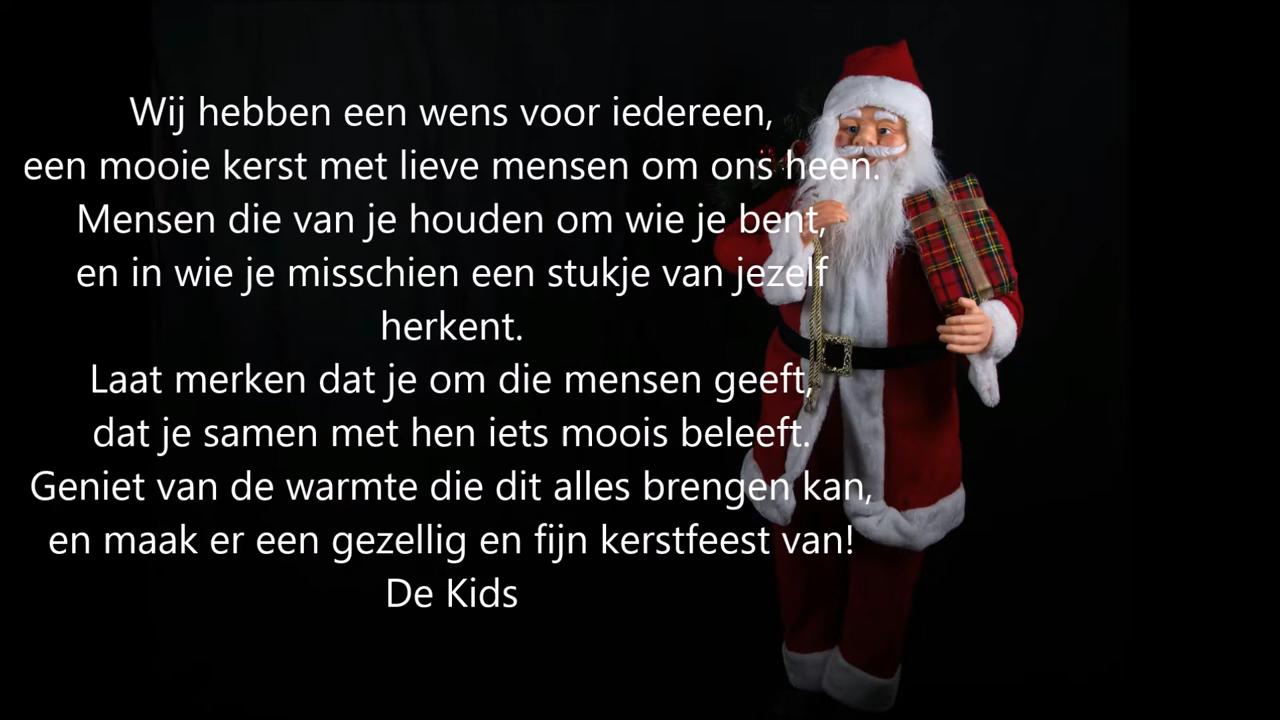 Wij hebben een wens voor iedereen,
een mooie kerst met lieve mensen om ons heen.
Mensen die van je houden om wie je bent,
en in wie je misschien een stukje van jezelf
herkent.
Laat merken dat je om die mensen geeft,
dat je samen met hen iets moois beleeft.
Geniet van de warmte die dit alles brengen kan,
en maak er een gezellig en fijn kerstfeest van!
De Kids